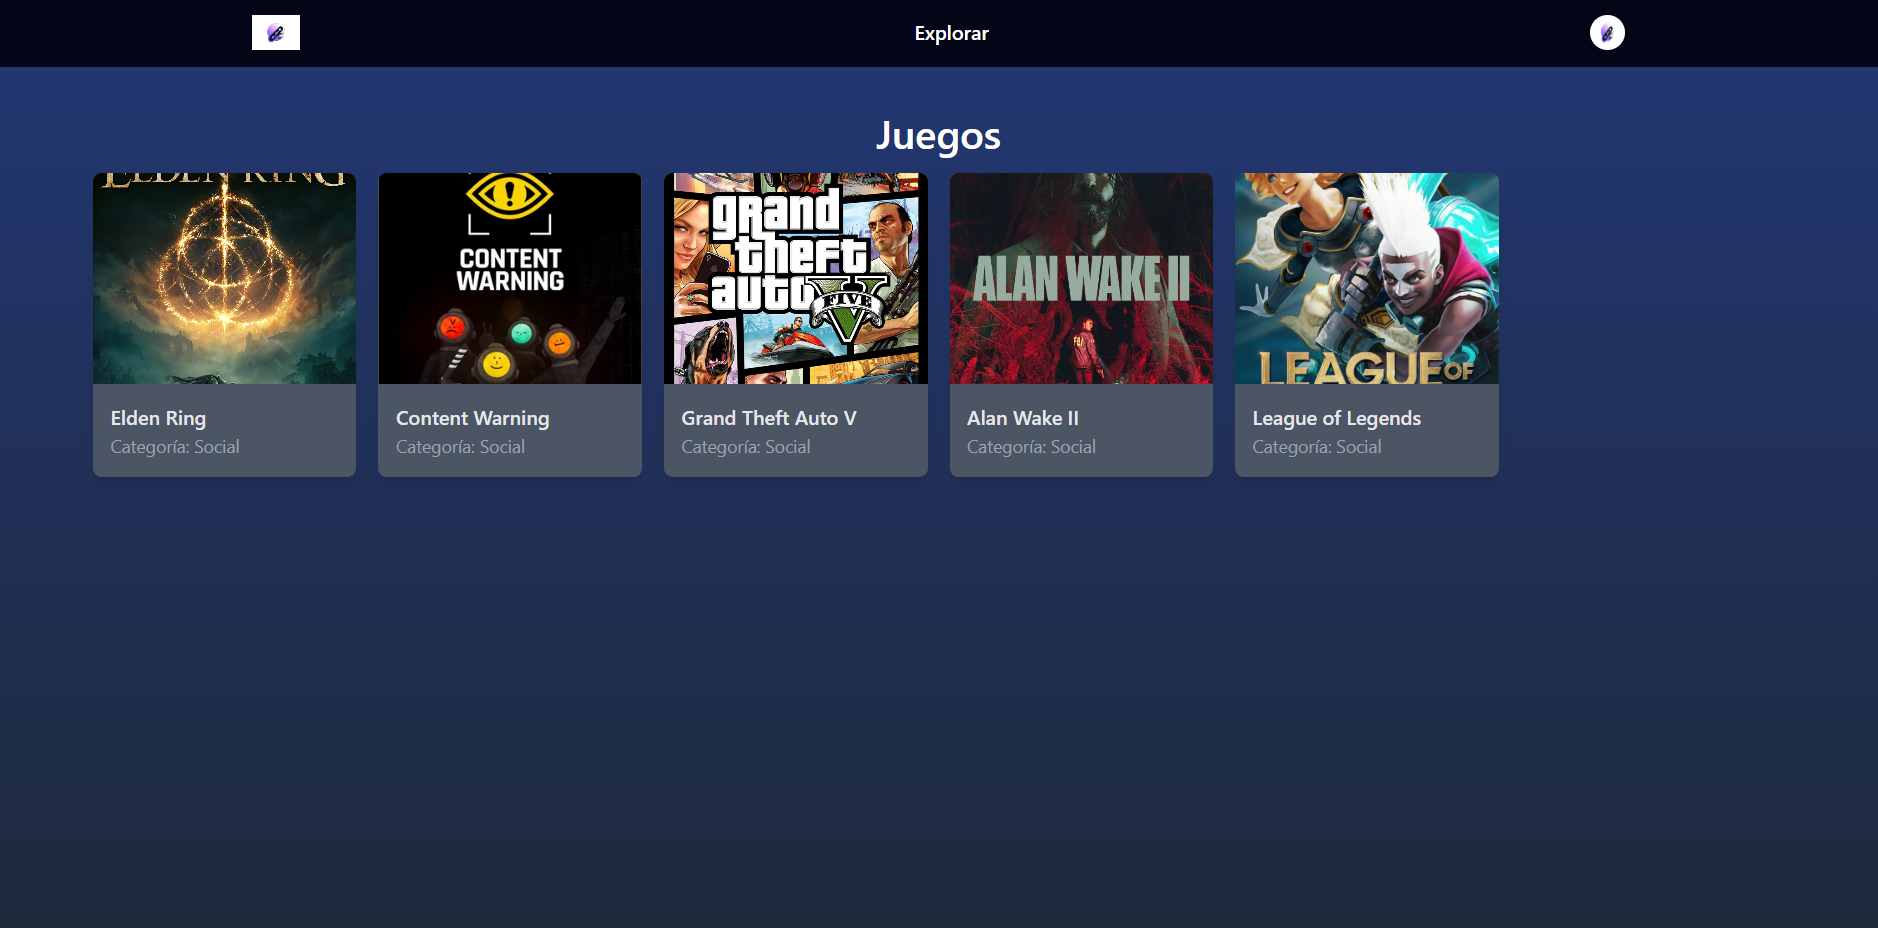 Explorar
Juegos
ELDEN RING
CONTENT
WARNING
grand
theft
auto V
FIVE
ALAN WAKE II
FBI
LEAGUE OF
Elden Ring
Categoría: Social
Content Warning
Categoría: Social
Grand Theft Auto V
Categoría: Social
Alan Wake II
Categoría: Social
League of Legends
Categoría: Social